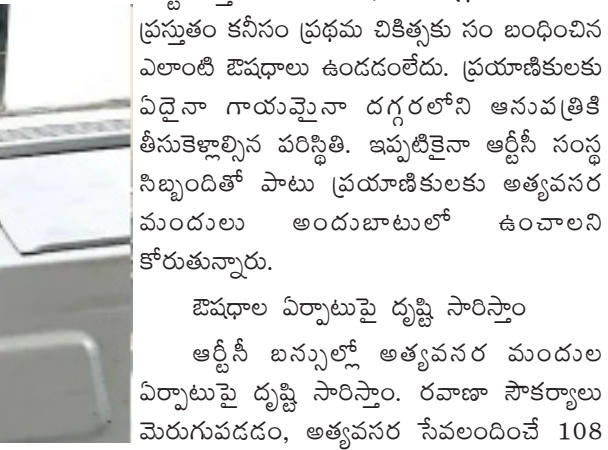 ప్రస్తుతం కనీసం ప్రథమ చికిత్సకు సం బంధించిన
ఎలాంటి ఔషధాలు ఉండడంలేదు. ప్రయాణికులకు
ఏదైనా గాయమైనా దగ్గరలోని ఆసువత్రికి
తీసుకెళ్లాల్సిన పరిస్థితి. ఇప్పటికైనా ఆర్టీసీ సంస్థ
సిబ్బందితో పాటు ప్రయాణికులకు అత్యవసర
మందులు అందుబాటులో ఉంచాలని
కోరుతున్నారు.
ఔషధాల ఏర్పాటుపై దృష్టి సారిస్తాం
ఆర్టీసీ బస్సుల్లో అత్యవసర మందుల
ఏర్పాటుపై దృష్టి సారిస్తాం. రవాణా సౌకర్యాలు
మెరుగుపడడం, అత్యవసర సేవలందించే 108